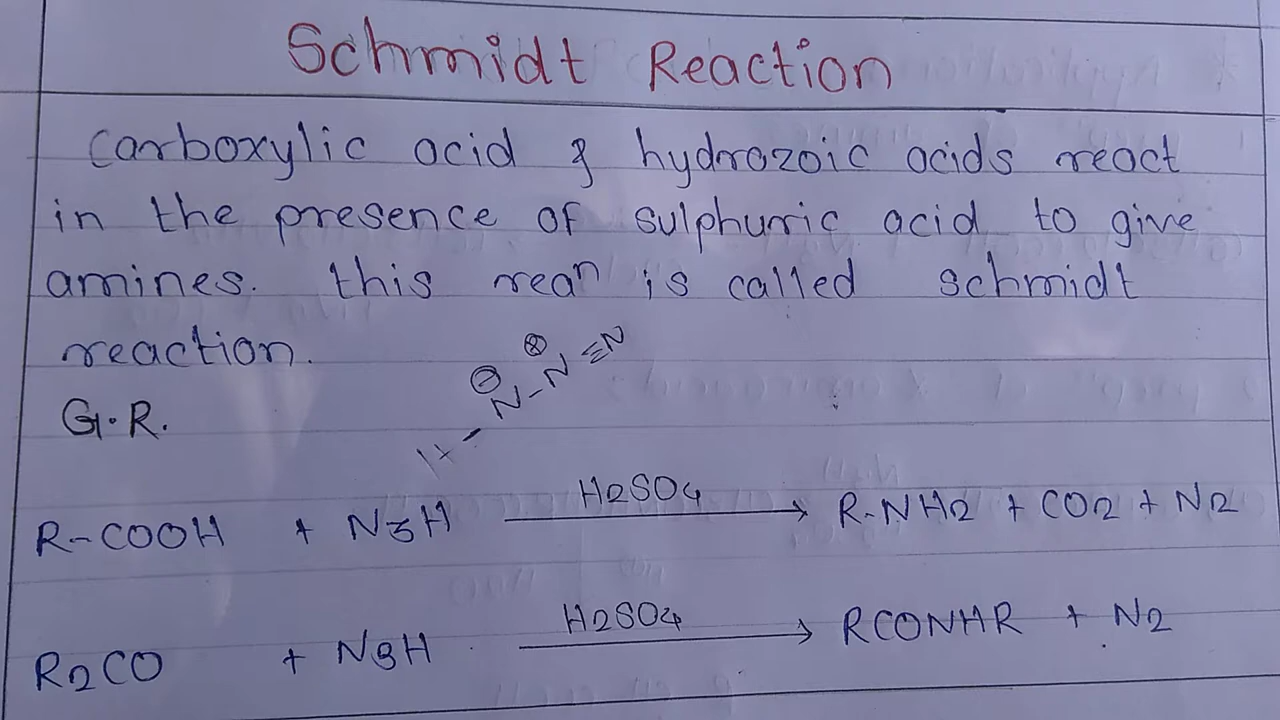 Schmidt Reaction
Carboxylic acid & hydrazoic acids react
in the presence of sulphuric acid to give
amines. this reaⁿ is called schmidt
reaction.
H-N⊖-N⊕≡N
G.R.
R-COOH + N3H H2SO4 → R-NH2 + CO2 + N2
R2CO + N3H H2SO4 → RCONHR + N2